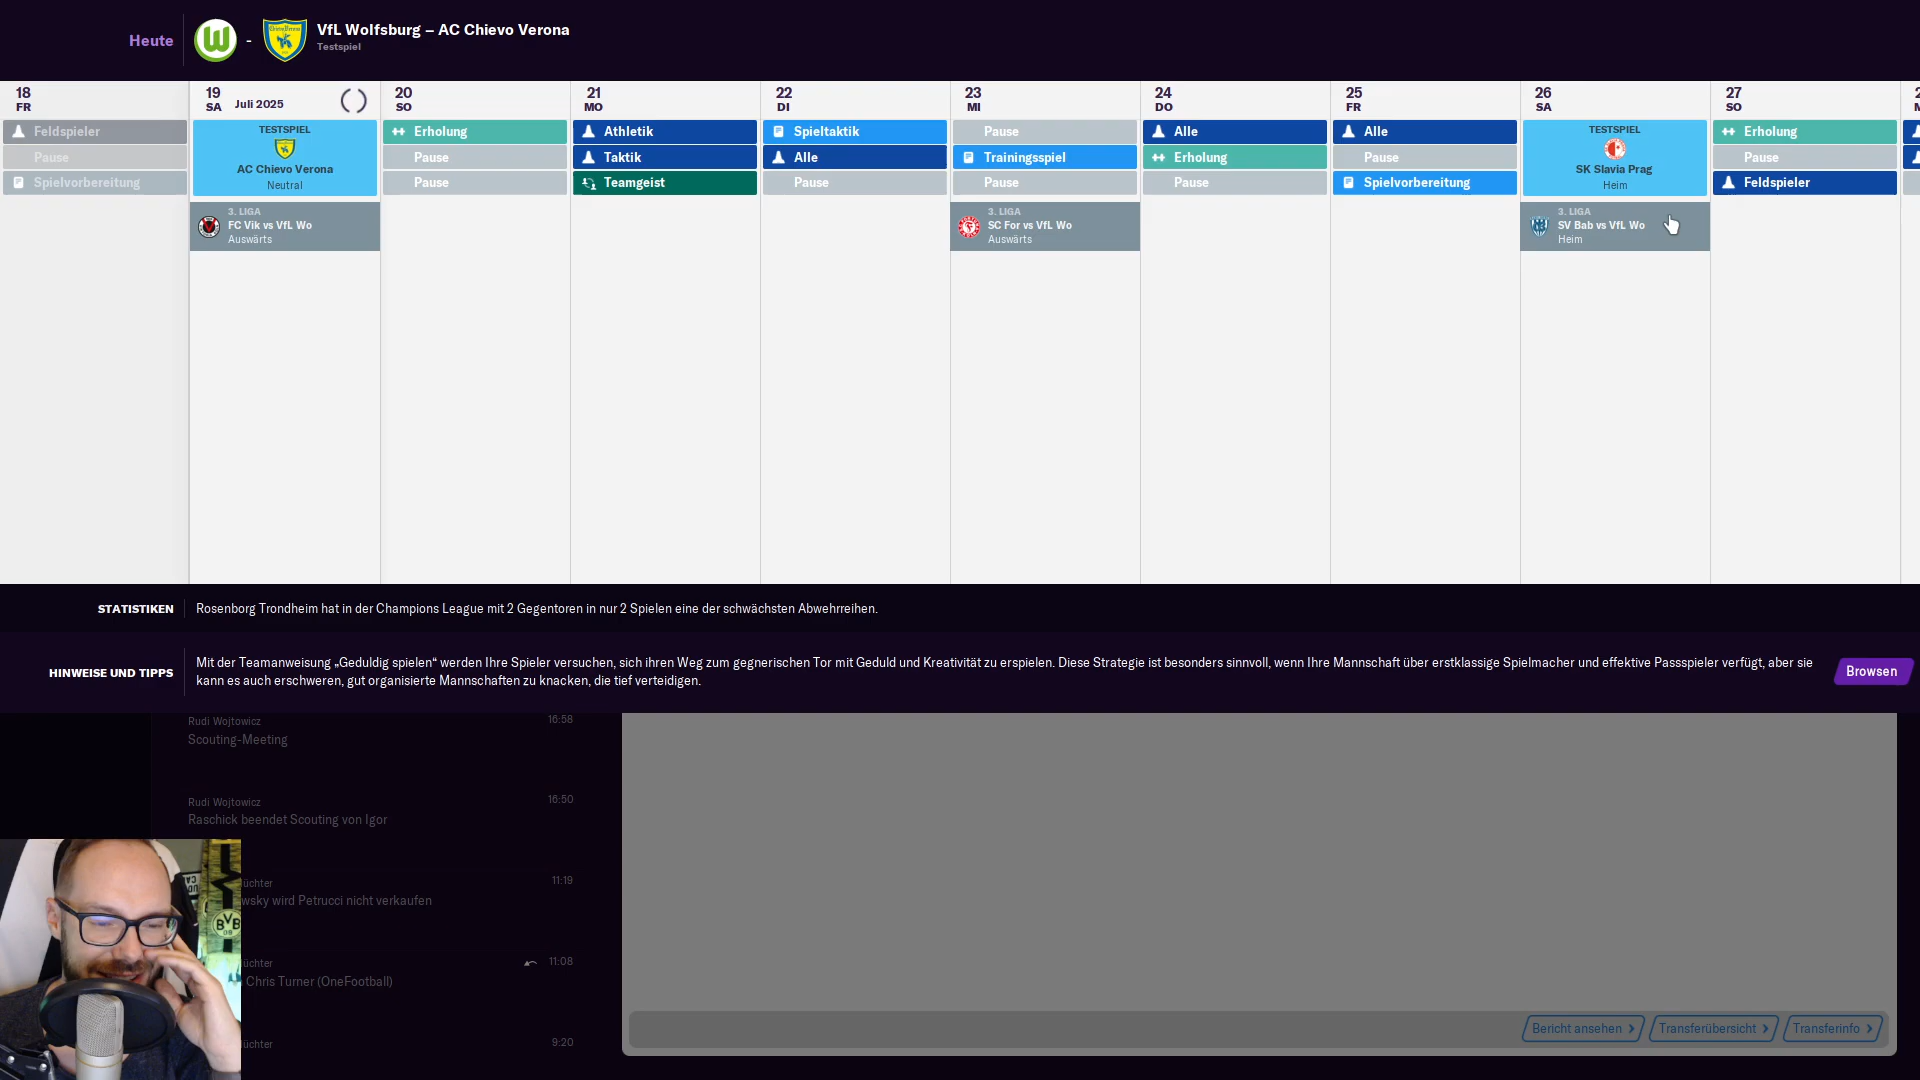 Heute
-
VfL Wolfsburg – AC Chievo Verona
Testspiel
18
FR
Feldspieler
Pause
Spielvorbereitung
19
SA
Juli 2025
TESTSPIEL
AC Chievo Verona
Neutral
3. LIGA
FC Vik vs VfL Wo
Auswärts
20
SO
Erholung
Pause
Pause
21
MO
Athletik
Taktik
Teamgeist
22
DI
Spieltaktik
Alle
Pause
23
MI
Pause
Trainingsspiel
Pause
3. LIGA
SC For vs VfL Wo
Auswärts
24
DO
Alle
Erholung
Pause
25
FR
Alle
Pause
Spielvorbereitung
26
SA
TESTSPIEL
SK Slavia Prag
Heim
3. LIGA
SV Bab vs VfL Wo
Heim
27
SO
Erholung
Pause
Feldspieler
STATISTIKEN
Rosenborg Trondheim hat in der Champions League mit 2 Gegentoren in nur 2 Spielen eine der schwächsten Abwehrreihen.
HINWEISE UND TIPPS
Mit der Teamanweisung „Geduldig spielen“ werden Ihre Spieler versuchen, sich ihren Weg zum gegnerischen Tor mit Geduld und Kreativität zu erspielen. Diese Strategie ist besonders sinnvoll, wenn Ihre Mannschaft über erstklassige Spielmacher und effektive Passspieler verfügt, aber sie
kann es auch erschweren, gut organisierte Mannschaften zu knacken, die tief verteidigen.
Browsen
Rudi Wojtowicz
16:58
Scouting-Meeting
Rudi Wojtowicz
16:50
Raschick beendet Scouting von Igor
üchter
11:19
wsky wird Petrucci nicht verkaufen
üchter
11:08
Chris Turner (OneFootball)
üchter
9:20
BVB
Bericht ansehen
Transferübersicht
Transferinfo